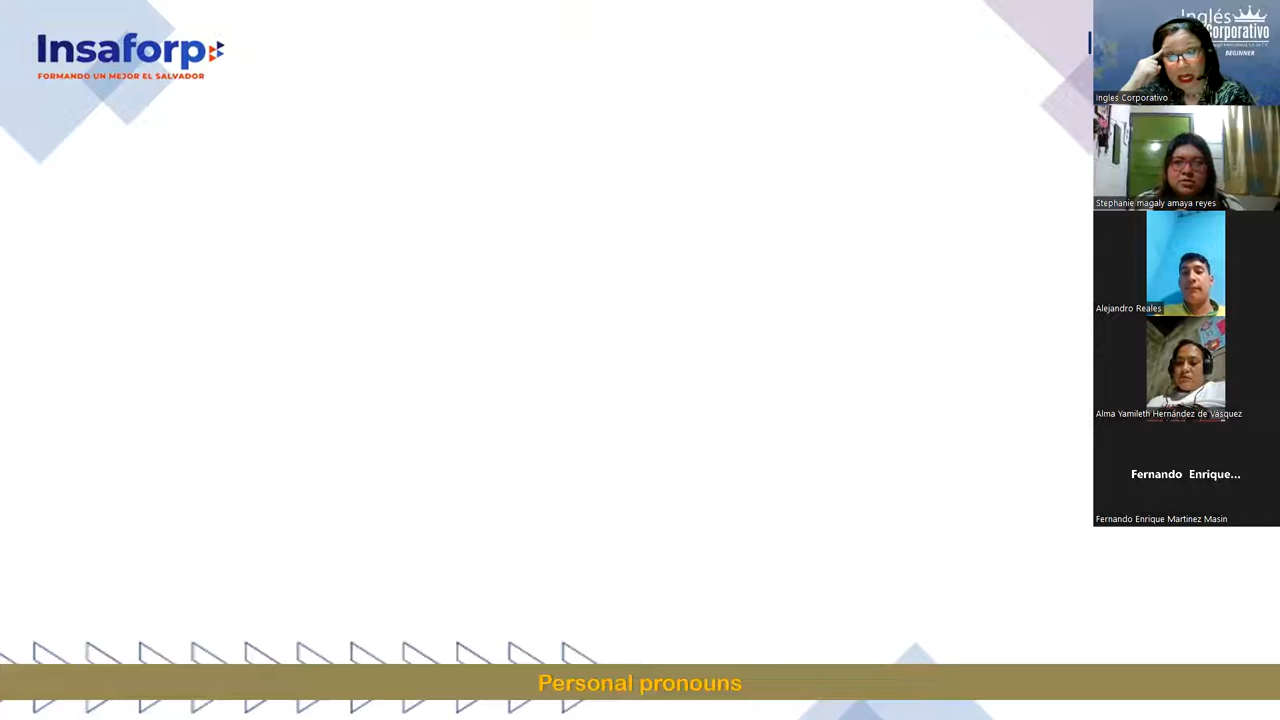 Insaforp
FORMANDO UN MEJOR EL SALVADOR
Inglés
Corporativo
BEGINNER
Ingles Corporativo
Stephanie magaly amaya reyes
Alejandro Reales
Alma Yamileth Hernández de Vasquez
Fernando Enrique...
Fernando Enrique Martinez Masin
Personal pronouns